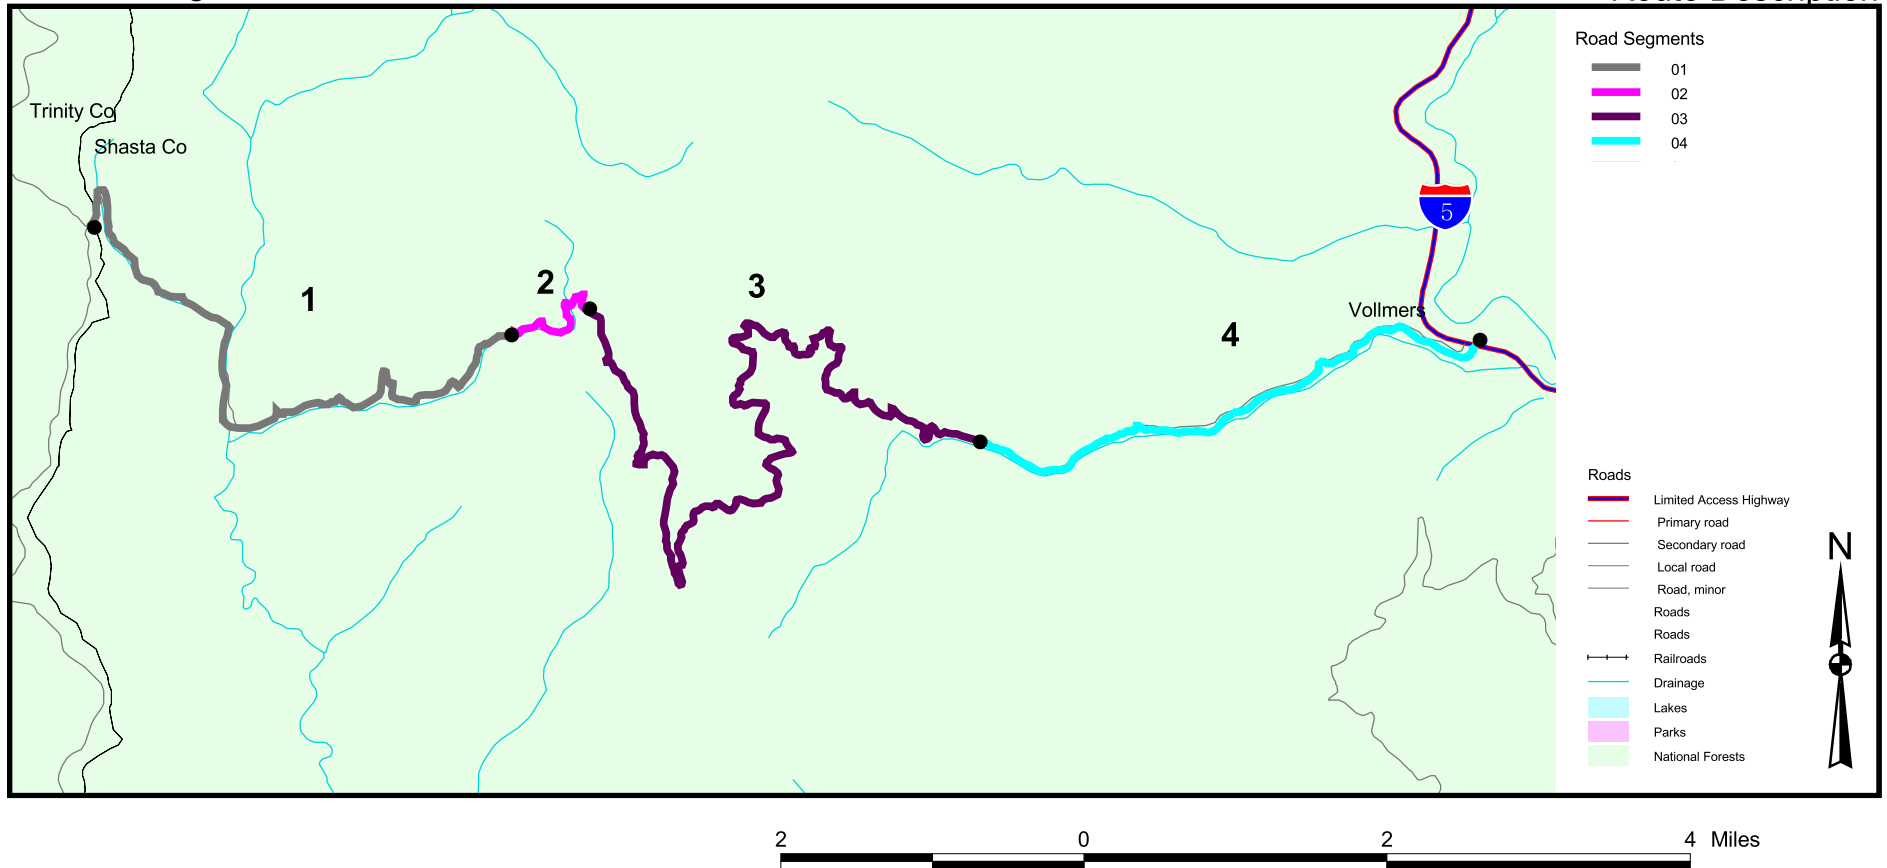 Route Description
Road Segments
01
02
03
04
Trinity Co
Shasta Co
5
1
2
3
4
Vollmers
Roads
Limited Access Highway
Primary road
Secondary road
Local road
Road, minor
Roads
Roads
Railroads
Drainage
Lakes
Parks
National Forests
N
2 0 2 4 Miles